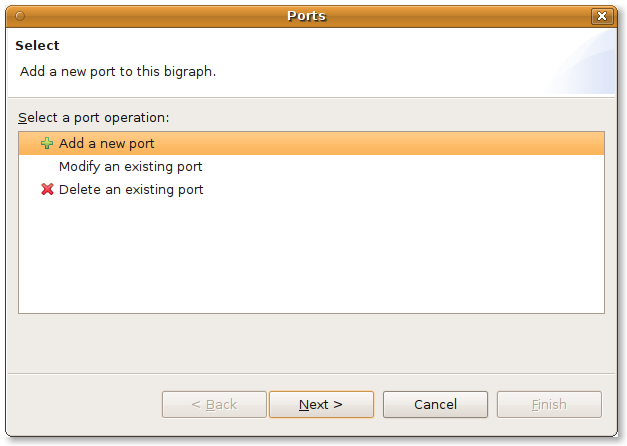 Ports
Select
Add a new port to this bigraph.
Select a port operation:
Add a new port
Modify an existing port
Delete an existing port
< Back Next > Cancel Finish